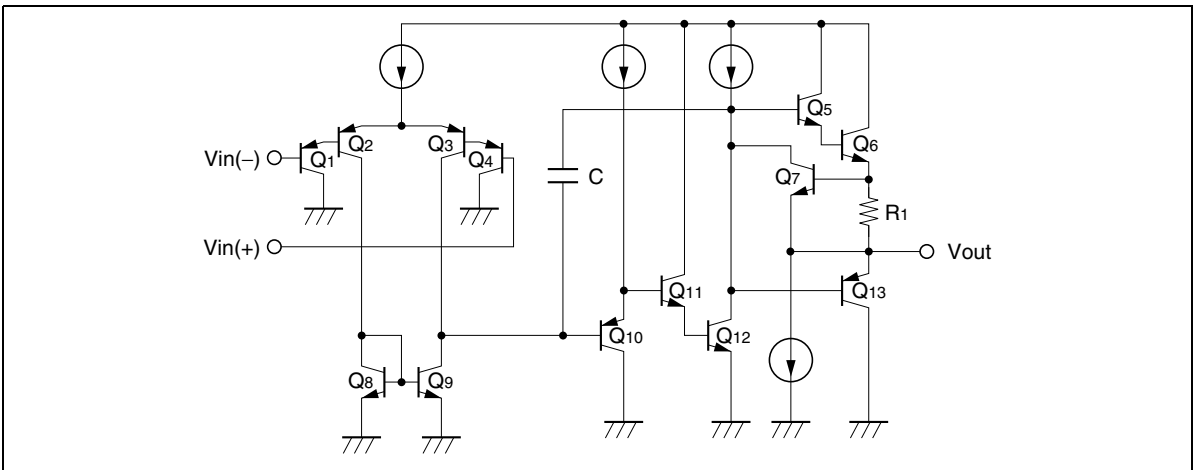 Q5
Q2
Q3
Q6
Vin(−)
Q1
Q4
C
Q7
R1
Vin(+)
Vout
Q11
Q13
Q10
Q12
Q8
Q9